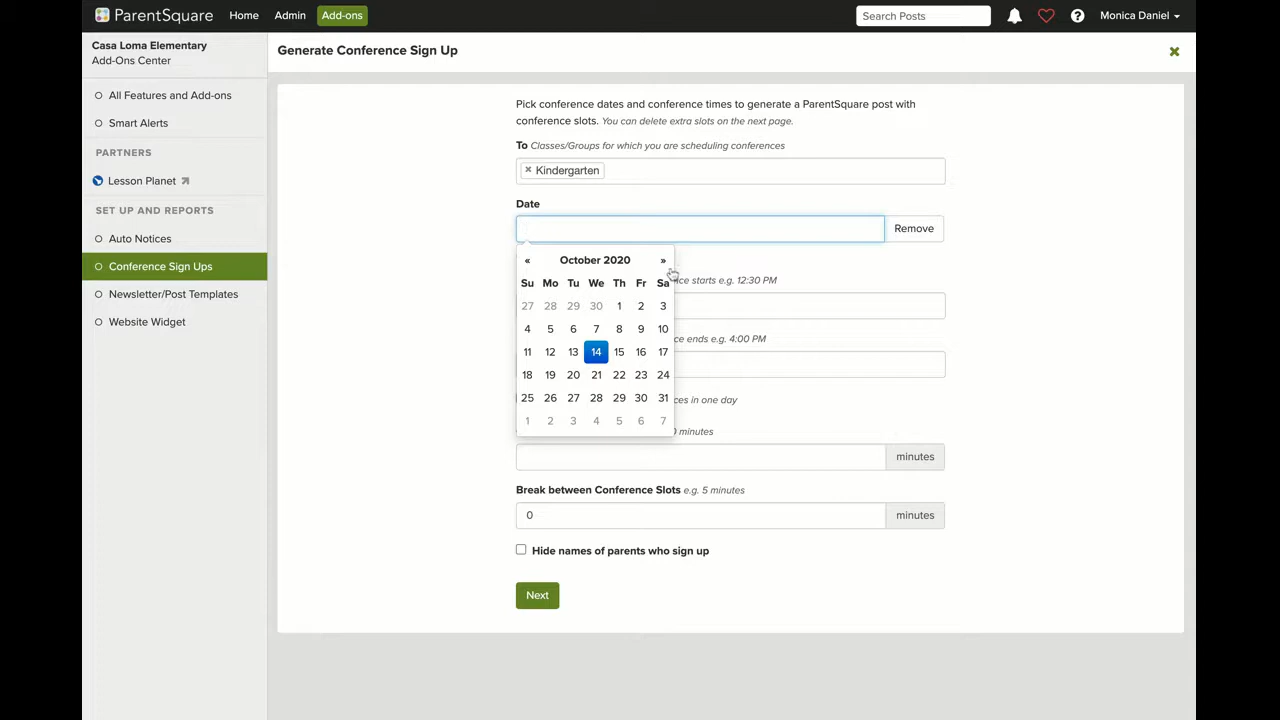 ParentSquare Home Admin Add-ons Search Posts Monica Daniel
Casa Loma Elementary
Add-Ons Center
All Features and Add-ons
Smart Alerts
PARTNERS
Lesson Planet
SET UP AND REPORTS
Auto Notices
Conference Sign Ups
Newsletter/Post Templates
Website Widget
Generate Conference Sign Up
Pick conference dates and conference times to generate a ParentSquare post with
conference slots. You can delete extra slots on the next page.
To Classes/Groups for which you are scheduling conferences
× Kindergarten
Date
Remove
« October 2020 »
Su Mo Tu We Th Fr Sa
27 28 29 30 1 2 3
4 5 6 7 8 9 10
11 12 13 14 15 16 17
18 19 20 21 22 23 24
25 26 27 28 29 30 31
1 2 3 4 5 6 7
starts e.g. 12:30 PM
ends e.g. 4:00 PM
in one day
minutes
minutes
Break between Conference Slots e.g. 5 minutes
0 minutes
Hide names of parents who sign up
Next